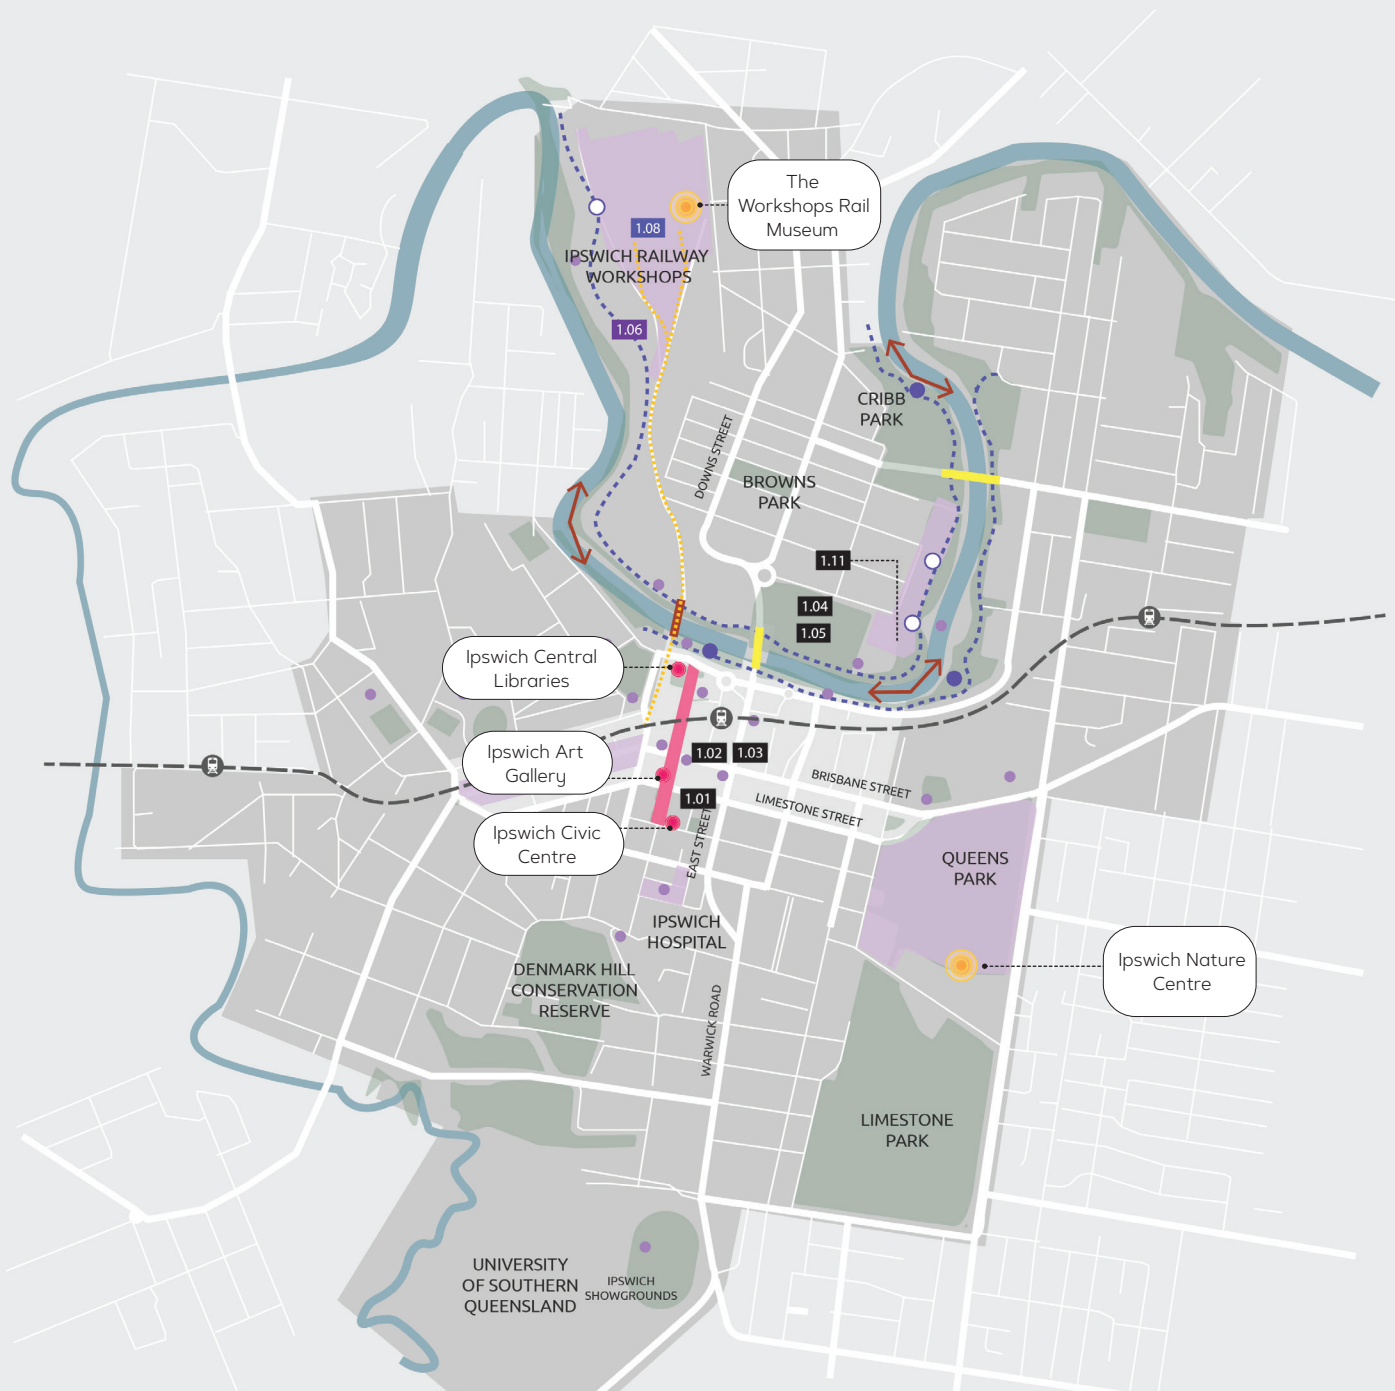 The
Workshops Rail
Museum
1.08
IPSWICH RAILWAY
WORKSHOPS
1.06
CRIBB
PARK
DOWNS STREET
BROWNS
PARK
1.11
1.04
1.05
Ipswich Central
Libraries
Ipswich Art
Gallery
1.02
1.03
BRISBANE STREET
1.01
LIMESTONE STREET
Ipswich Civic
Centre
EAST STREET
QUEENS
PARK
IPSWICH
HOSPITAL
Ipswich Nature
Centre
DENMARK HILL
CONSERVATION
RESERVE
WARWICK ROAD
LIMESTONE
PARK
UNIVERSITY
OF SOUTHERN
QUEENSLAND
IPSWICH
SHOWGROUNDS